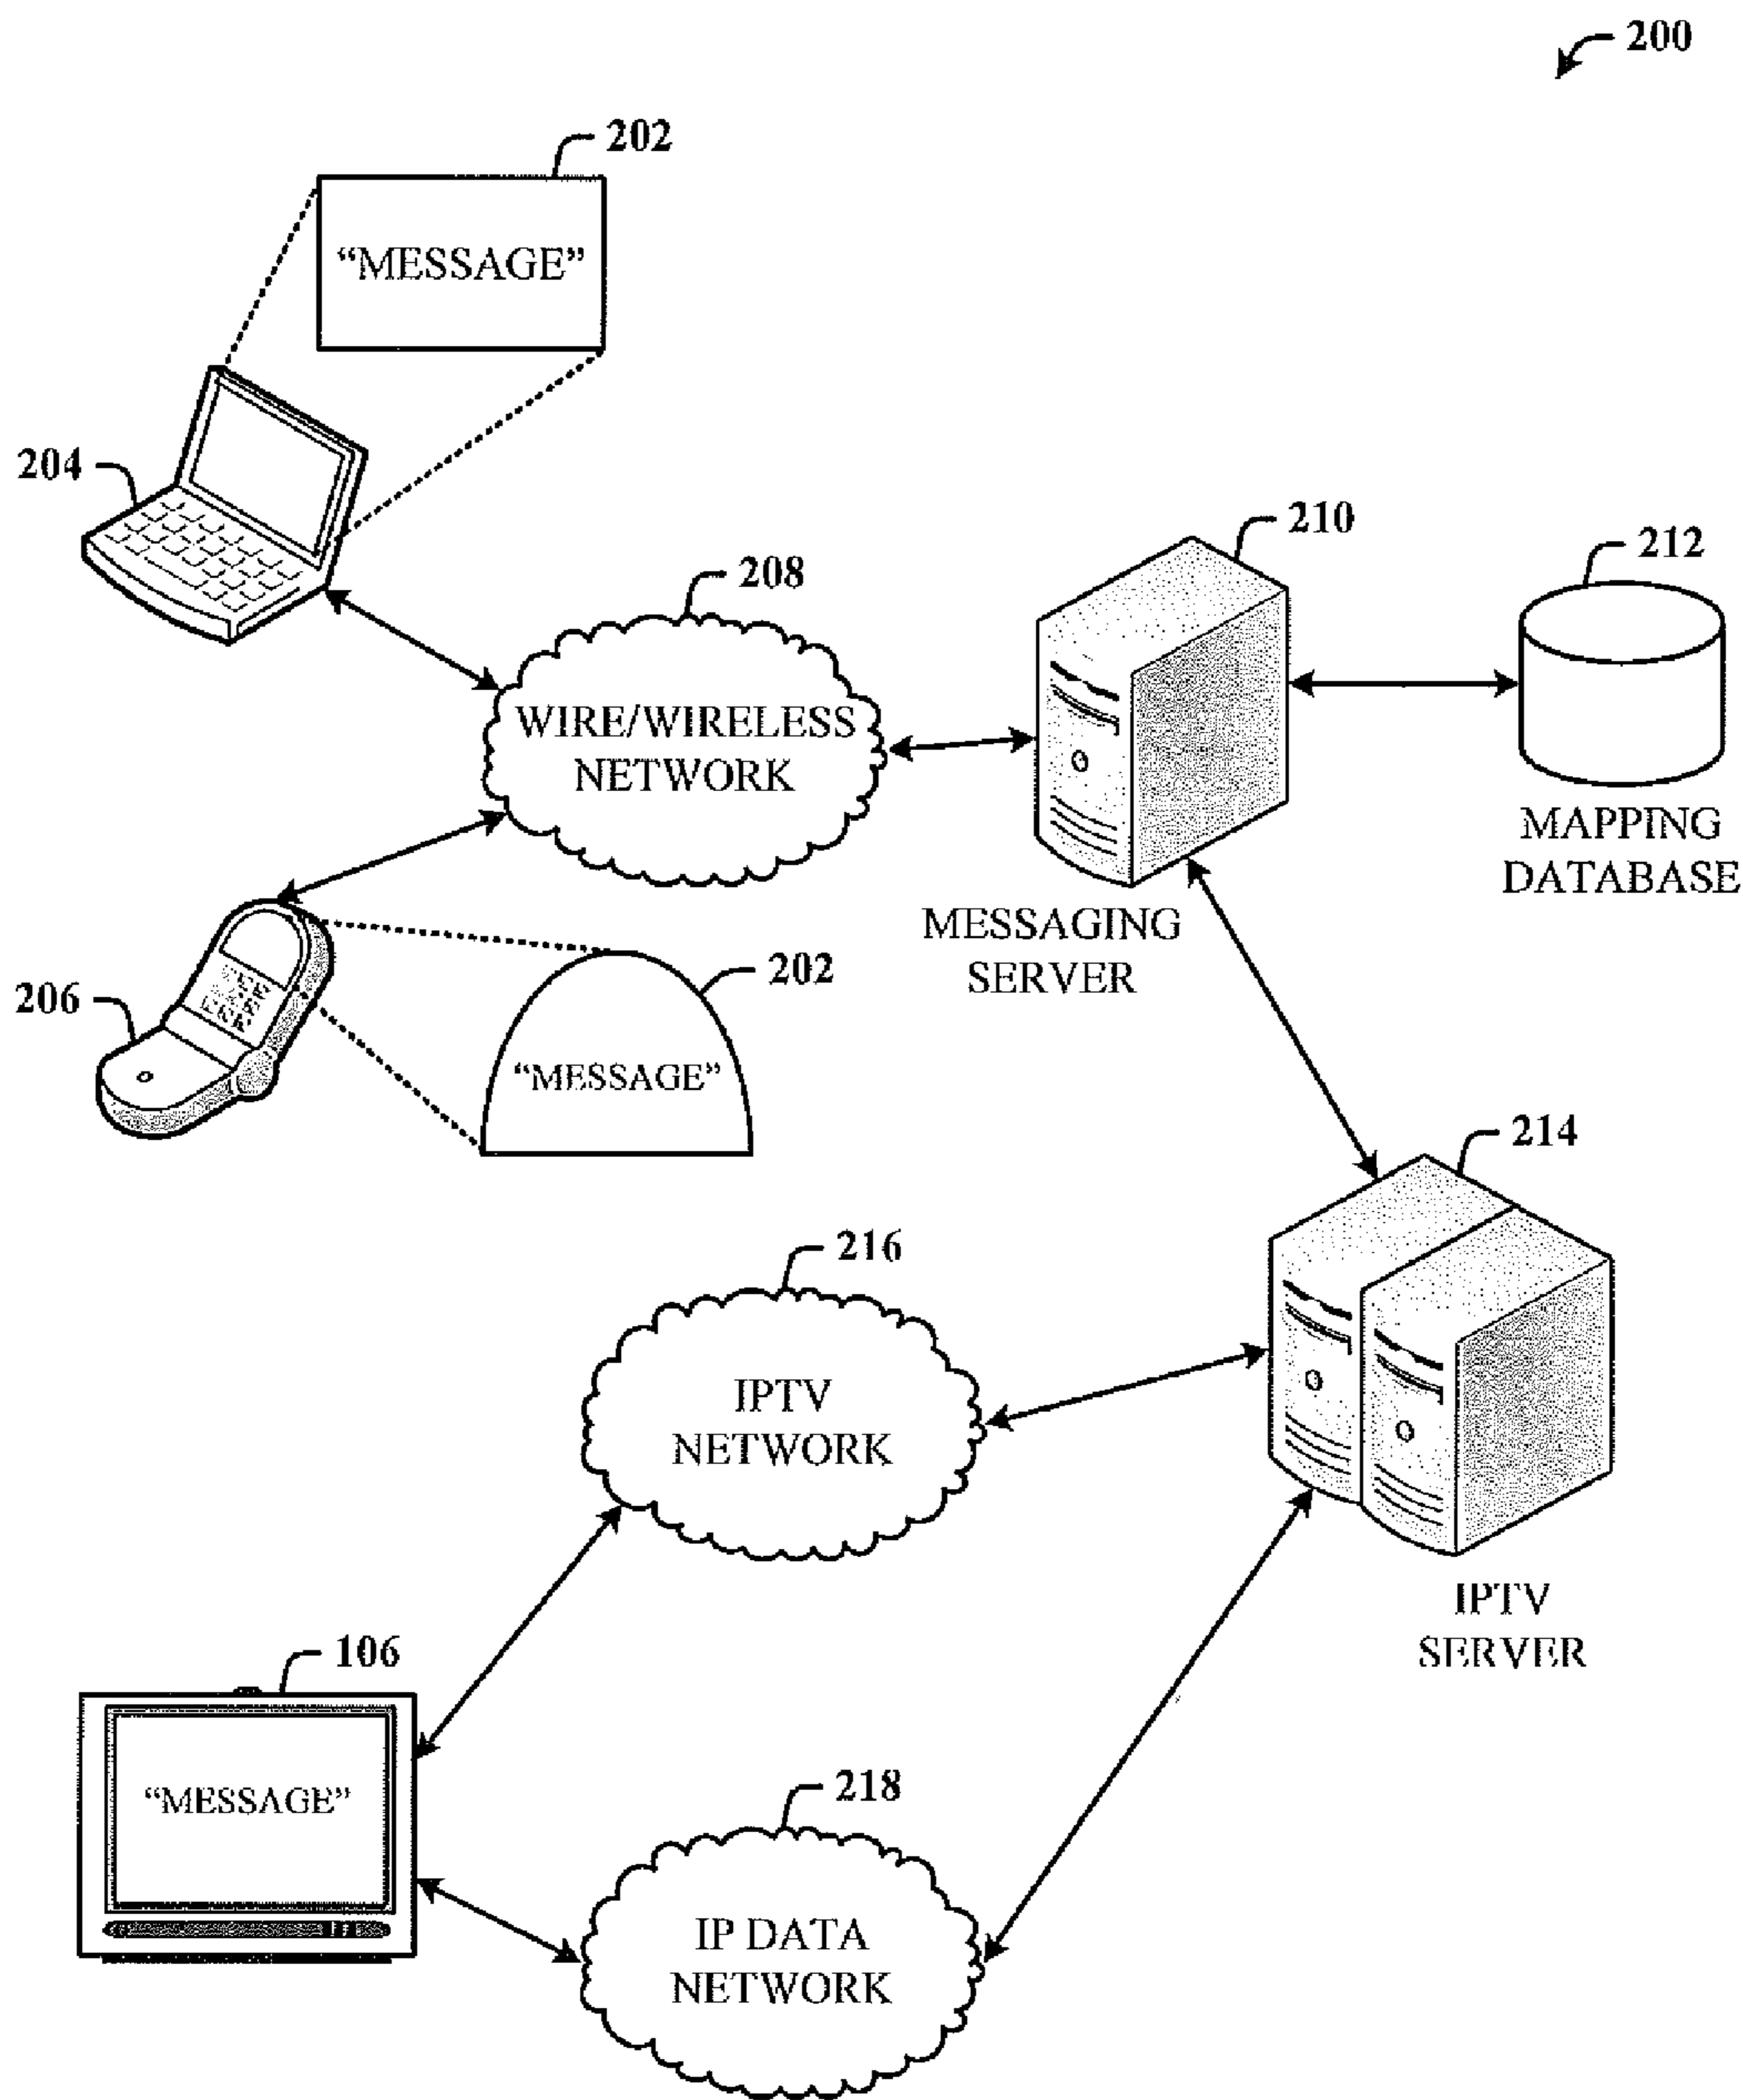 200
202
“MESSAGE”
204
210
212
208
WIRE/WIRELESS
NETWORK
MAPPING
DATABASE
MESSAGING
SERVER
202
206
“MESSAGE”
214
216
IPTV
NETWORK
IPTV
SERVER
106
“MESSAGE”
218
IP DATA
NETWORK